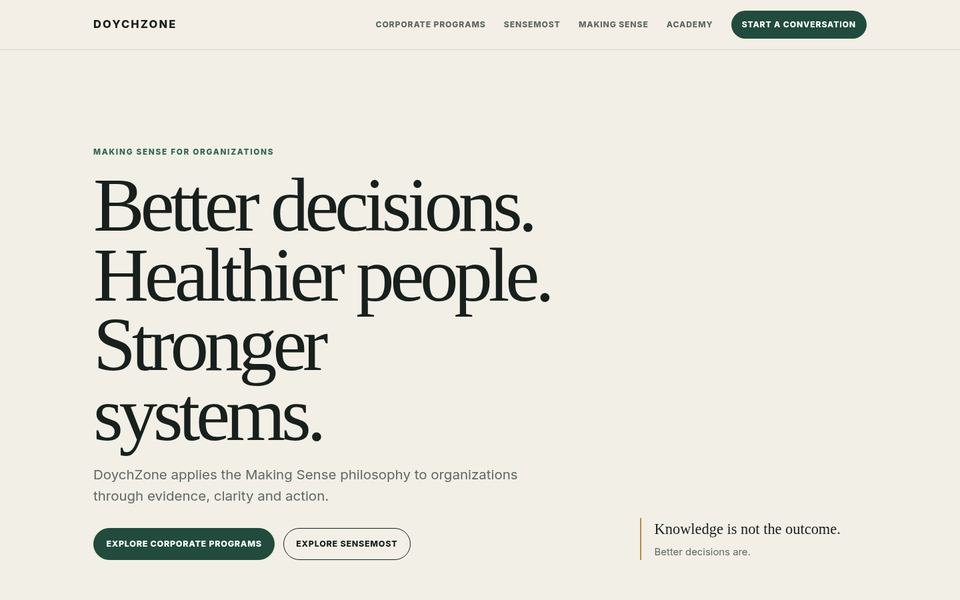 DOYCHZONE
CORPORATE PROGRAMS
SENSEMOST
MAKING SENSE
ACADEMY
START A CONVERSATION
MAKING SENSE FOR ORGANIZATIONS
Better decisions.
Healthier people.
Stronger
systems.
DoychZone applies the Making Sense philosophy to organizations
through evidence, clarity and action.
EXPLORE CORPORATE PROGRAMS
EXPLORE SENSEMOST
Knowledge is not the outcome.
Better decisions are.